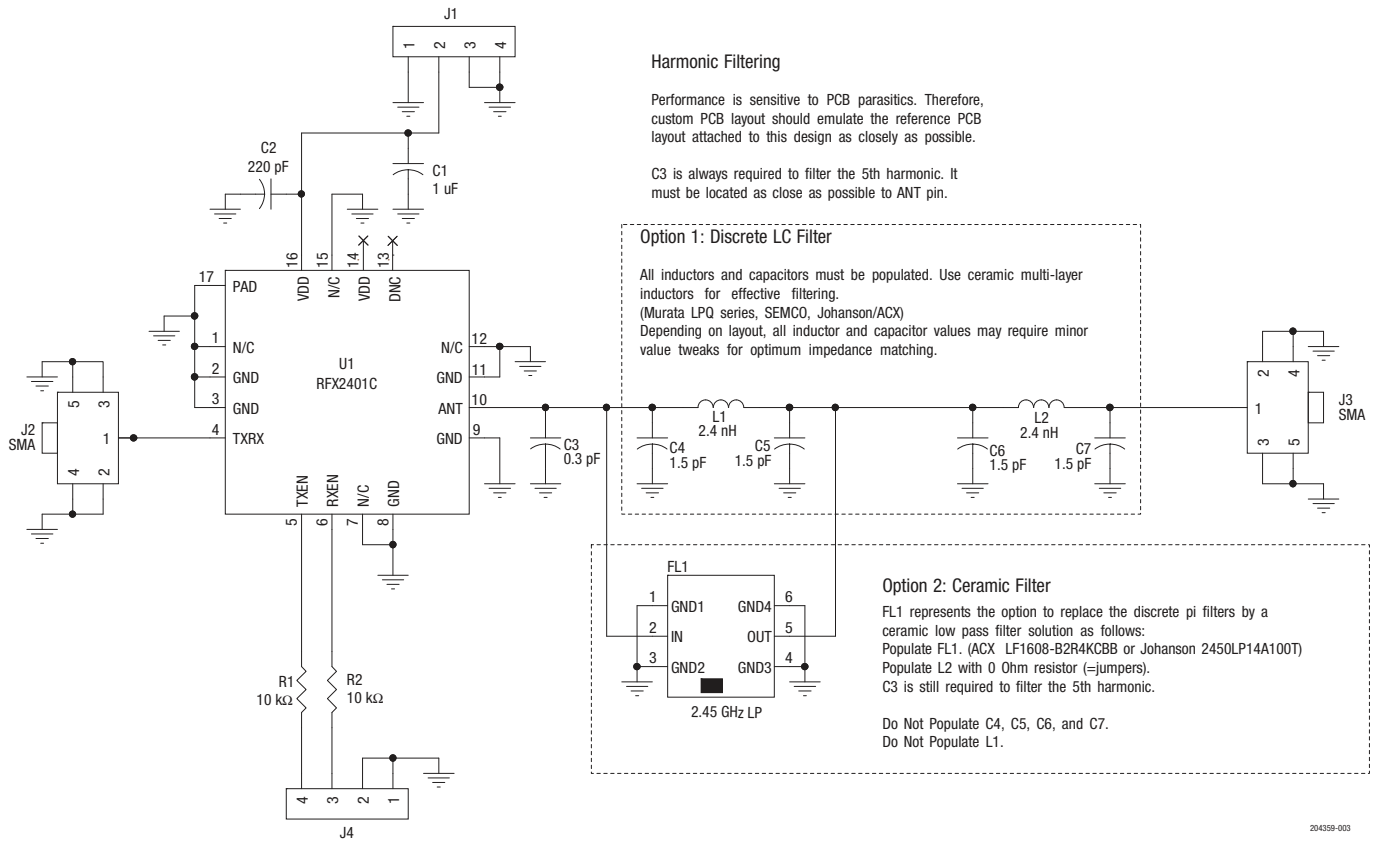 J1
1 2 3 4
Harmonic Filtering
Performance is sensitive to PCB parasitics. Therefore,
custom PCB layout should emulate the reference PCB
layout attached to this design as closely as possible.
C3 is always required to filter the 5th harmonic. It
must be located as close as possible to ANT pin.
C2
220 pF
C1
1 uF
Option 1: Discrete LC Filter
All inductors and capacitors must be populated. Use ceramic multi-layer
inductors for effective filtering.
(Murata LPQ series, SEMCO, Johanson/ACX)
Depending on layout, all inductor and capacitor values may require minor
value tweaks for optimum impedance matching.
16 15 14 13
VDD N/C VDD DNC
17 PAD
1 N/C
2 GND
3 GND
4 TXRX
U1
RFX2401C
N/C 12
GND 11
ANT 10
GND 9
TXEN RXEN N/C GND
5 6 7 8
J2
SMA
5 3
1
4 2
C3
0.3 pF
C4
1.5 pF
L1
2.4 nH
C5
1.5 pF
C6
1.5 pF
L2
2.4 nH
C7
1.5 pF
2 4
1
3 5
J3
SMA
R1
10 kΩ
R2
10 kΩ
4 3 2 1
J4
FL1
1 GND1 GND4 6
2 IN OUT 5
3 GND2 GND3 4
2.45 GHz LP
Option 2: Ceramic Filter
FL1 represents the option to replace the discrete pi filters by a
ceramic low pass filter solution as follows:
Populate FL1. (ACX LF1608-B2R4KCBB or Johanson 2450LP14A100T)
Populate L2 with 0 Ohm resistor (=jumpers).
C3 is still required to filter the 5th harmonic.
Do Not Populate C4, C5, C6, and C7.
Do Not Populate L1.
204359-003